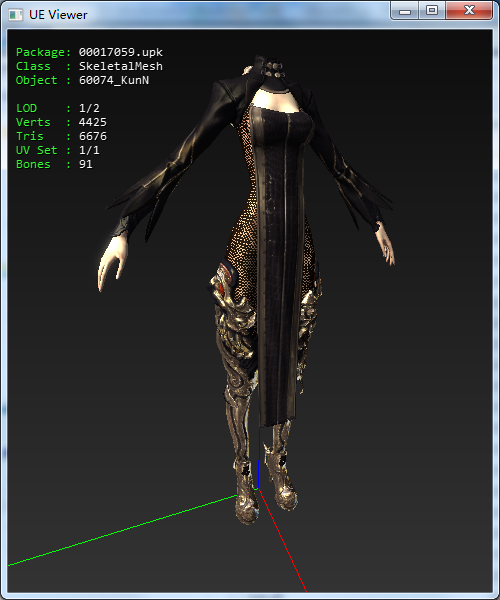 UE Viewer
Package: 00017059.upk
Class : SkeletalMesh
Object : 60074_KunN
LOD : 1/2
Verts : 4425
Tris : 6676
UV Set : 1/1
Bones : 91